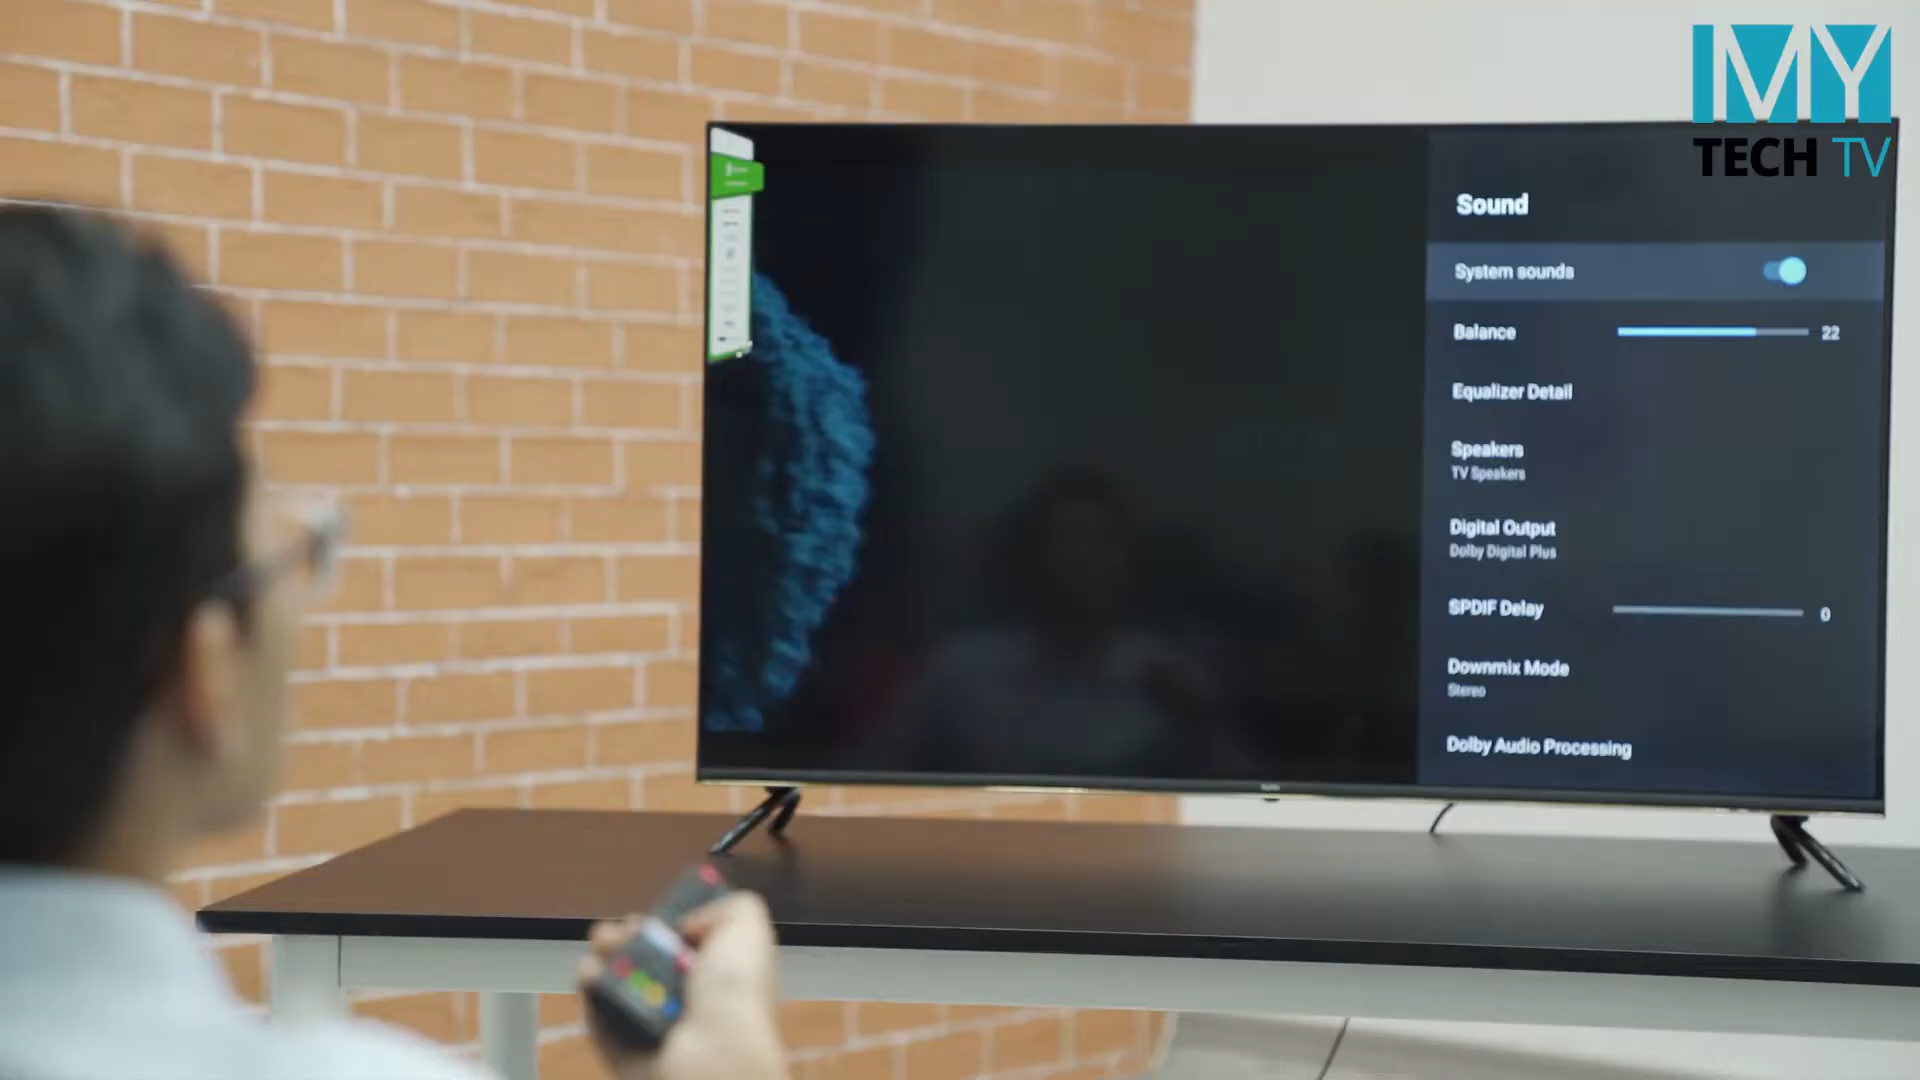 IMY
TECH TV
Sound
System sounds
Balance 22
Equalizer Detail
Speakers
TV Speakers
Digital Output
Dolby Digital Plus
SPDIF Delay 0
Downmix Mode
Stereo
Dolby Audio Processing